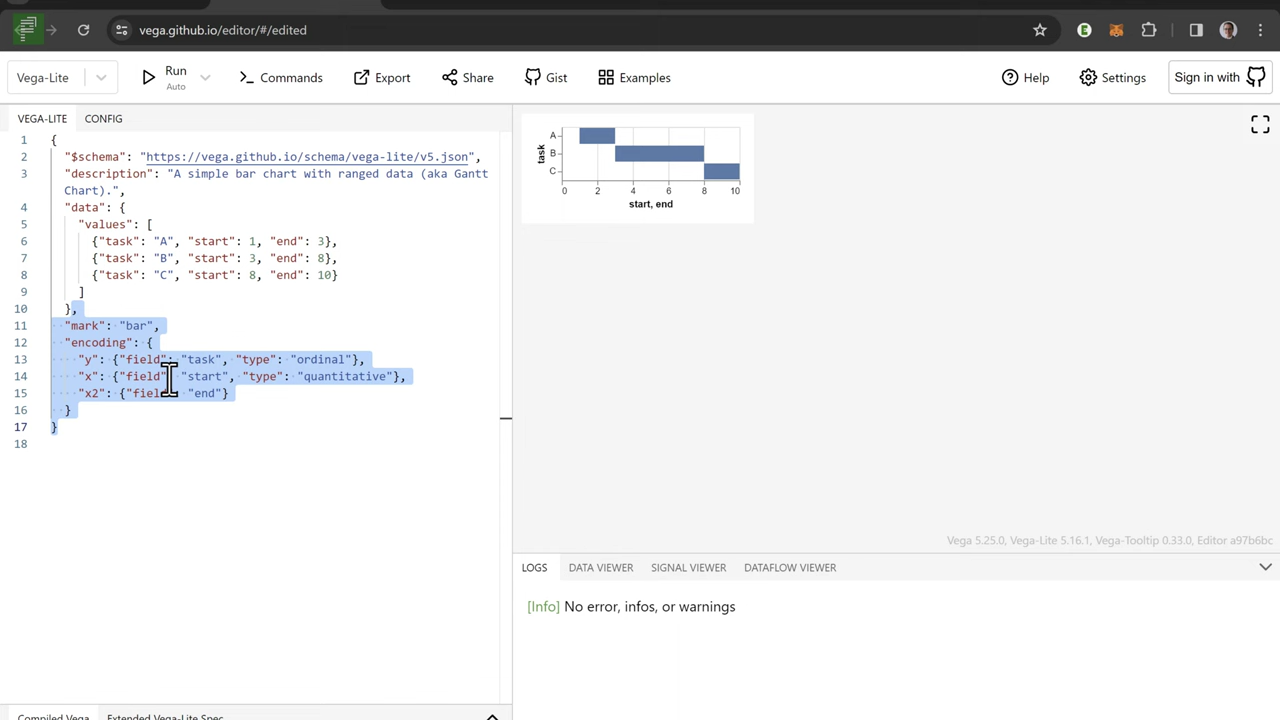 vega.github.io/editor/#/edited
Vega-Lite
Run
Auto
Commands
Export
Share
Gist
Examples
Help
Settings
Sign in with
VEGA-LITE
CONFIG
1 {
2 "$schema": "https://vega.github.io/schema/vega-lite/v5.json",
3 "description": "A simple bar chart with ranged data (aka Gantt
Chart).",
4 "data": {
5 "values": [
6 {"task": "A", "start": 1, "end": 3},
7 {"task": "B", "start": 3, "end": 8},
8 {"task": "C", "start": 8, "end": 10}
9 ]
10 },
11 "mark": "bar",
12 "encoding": {
13 "y": {"field": "task", "type": "ordinal"},
14 "x": {"field" "start", "type": "quantitative"},
15 "x2": {"fiel "end"}
16 }
17 }
18
Compiled Vega
Extended Vega-Lite Spec
task
A
B
C
0 2 4 6 8 10
start, end
Vega 5.25.0, Vega-Lite 5.16.1, Vega-Tooltip 0.33.0, Editor a97b6bc
LOGS
DATA VIEWER
SIGNAL VIEWER
DATAFLOW VIEWER
[Info] No error, infos, or warnings